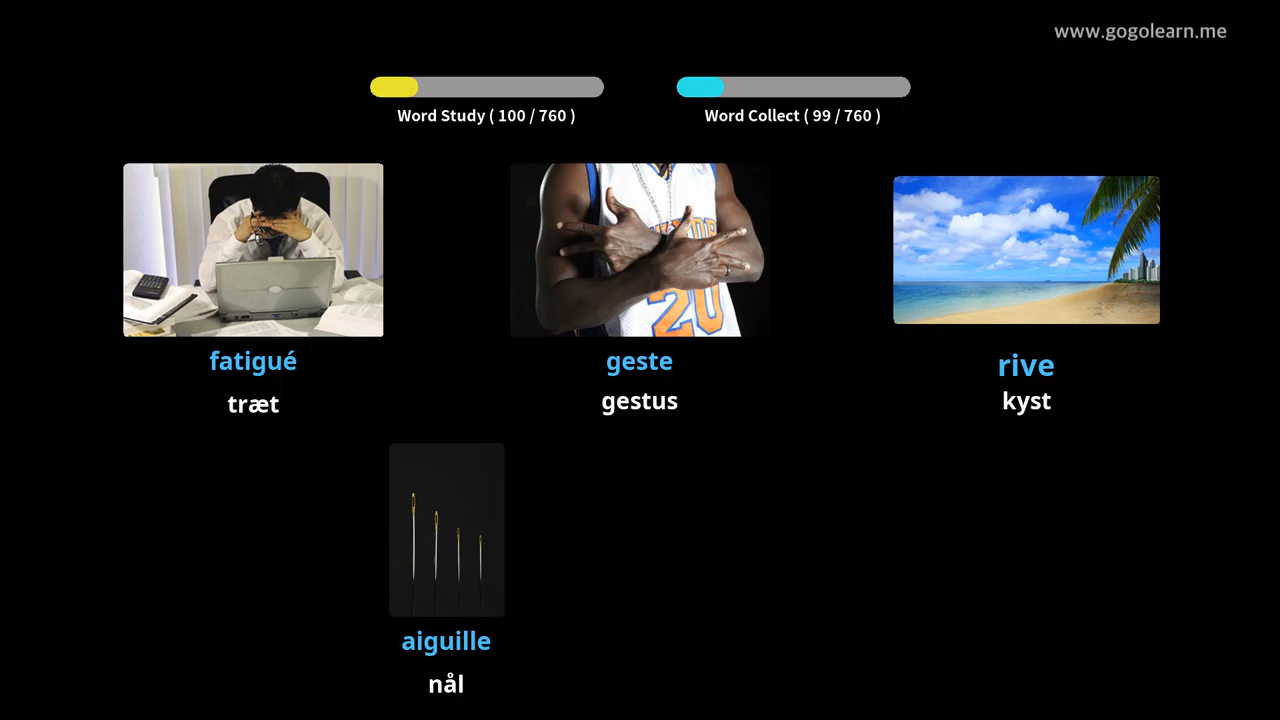 www.gogolearn.me
Word Study ( 100 / 760 )
Word Collect ( 99 / 760 )
20
fatigué
geste
rive
træt
gestus
kyst
aiguille
nål